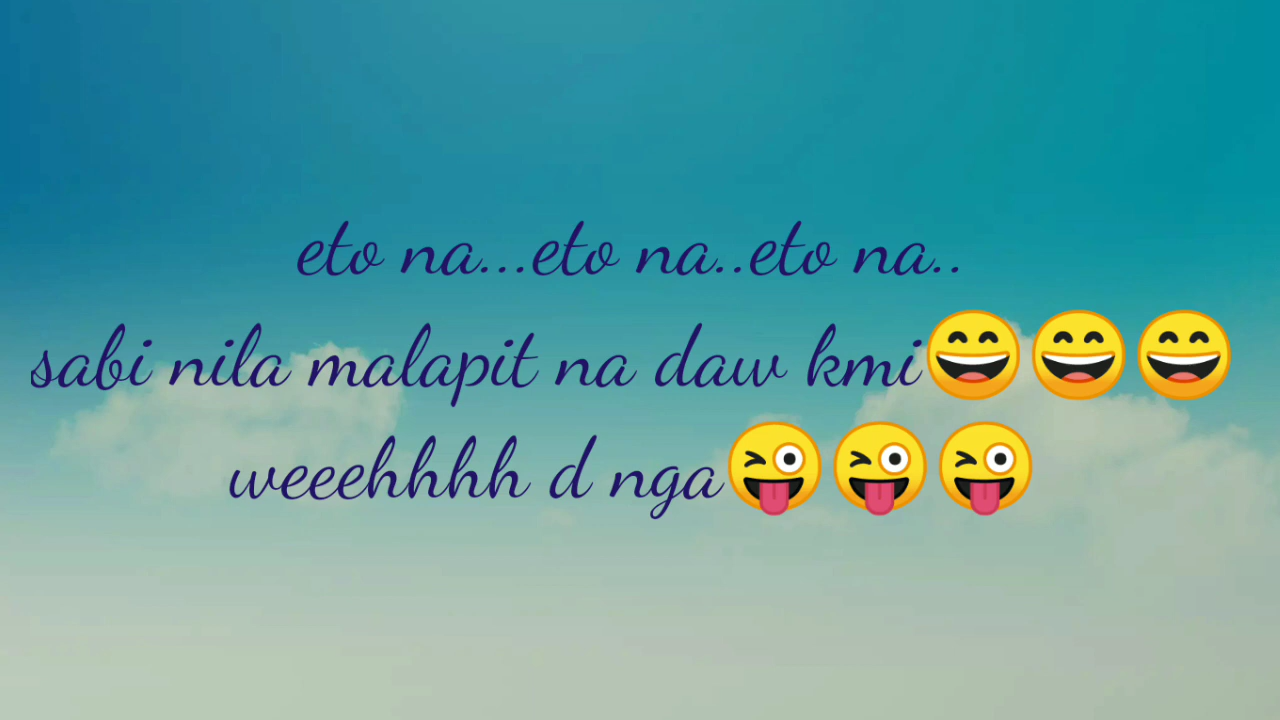 eto na...eto na..eto na..
sabi nila malapit na daw kmi😄😄😄
weeehhhh d nga😜😜😜